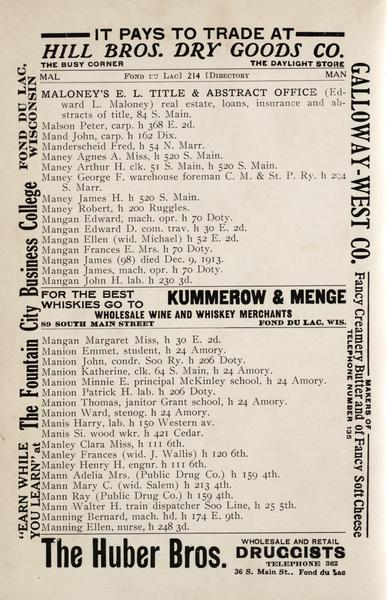 IT PAYS TO TRADE AT
HILL BROS. DRY GOODS CO.
THE BUSY CORNER THE DAYLIGHT STORE
MAL FOND DU LAC] 214 [DIRECTORY MAN
MALONEY'S E. L. TITLE & ABSTRACT OFFICE (Ed-
ward L. Maloney) real estate, loans, insurance and ab-
stracts of title, 84 S. Main.
Malson Peter, carp. h 368 E. 2d.
Mand John, carp. h 162 Dix.
Manderscheid Fred, h 54 N. Marr.
Maney Agnes A. Miss, h 520 S. Main.
Maney Arthur H. clk. 51 S. Main, h 520 S. Main.
Maney George F. warehouse foreman C. M. & St. P. Ry. h
S. Marr.
Maney James H. h 520 S. Main.
Maney Robert, h 200 Ruggles.
Mangan Edward, mach. opr. h 70 Doty.
Mangan Edward D. com. trav. h 30 E. 2d.
Mangan Ellen (wid. Michael) h 52 E. 2d.
Mangan Frances E. Mrs. h 70 Doty.
Mangan James (98) died Dec. 9, 1913.
Mangan James, mach. opr. h 70 Doty.
Mangan John H. lab. h 230 3d.
FOR THE BEST
WHISKIES GO TO KUMMEROW & MENGE
WHOLESALE WINE AND WHISKEY MERCHANTS
89 SOUTH MAIN STREET FOND DU LAC, WIS.
Mangan Margaret Miss, h 30 E. 2d.
Manion Emmet, student, h 24 Amory.
Manion John, condr. Soo Ry. h 206 Doty.
Manion Katherine, clk. 64 S. Main, h 24 Amory.
Manion Minnie E. principal McKinley school, h 24 Amory.
Manion Patrick H. lab. h 206 Doty.
Manion Thomas, janitor Grant school, h 24 Amory.
Manion Ward, stenog. h 24 Amory.
Manis Harry, lab. h 150 Western av.
Manis Si. wood wkr. h 421 Cedar.
Manley Clara Miss, h 111 6th.
Manley Frances (wid. J. Wallis) h 120 6th.
Manley Henry H. engnr. h 111 6th.
Mann Adelia Mrs. (Public Drug Co.) h 159 4th.
Mann Mary C. (wid. Salem) h 213 4th.
Mann Ray (Public Drug Co.) h 159 4th.
Mann Walter H. train dispatcher Soo Line, h 25 5th.
Manning Bernard, mach. hd. h 174 E. 9th.
Manning Ellen, nurse, h 248 3d.
The Huber Bros.
WHOLESALE AND RETAIL
DRUGGISTS
TELEPHONE 362
36 S. Main St., Fond du Lac
"EARN WHILE
YOU LEARN" at
The Fountain City Business College
FOND DU LAC,
WISCONSIN
GALLOWAY-WEST CO.
MAKERS OF
TELEPHONE NUMBER 135
Fancy Creamery Butter and of Fancy Soft Cheese